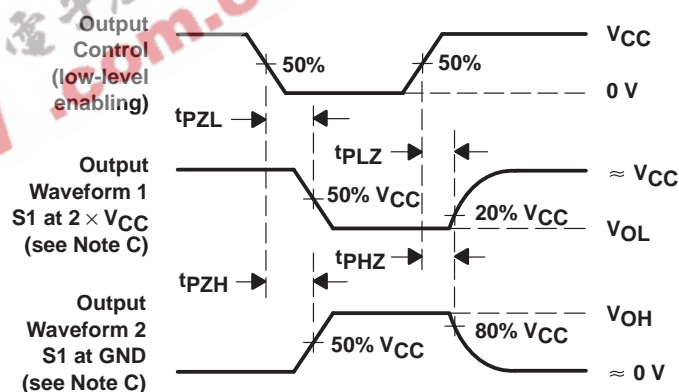 Output
Control
(low-level
enabling)
50%
50%
VCC
0 V
tPZL
tPLZ
Output
Waveform 1
S1 at 2 × VCC
(see Note C)
50% VCC
20% VCC
≈ VCC
VOL
tPZH
tPHZ
Output
Waveform 2
S1 at GND
(see Note C)
50% VCC
80% VCC
VOH
≈ 0 V
.com.cn